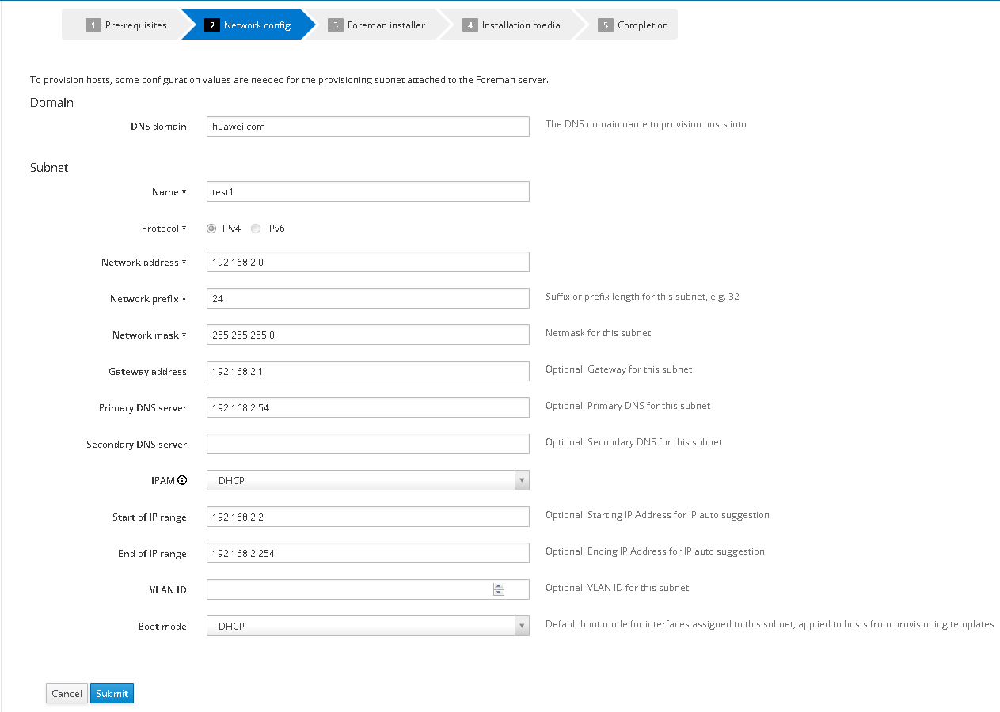 1 Pre-requisites 2 Network config 3 Foreman installer 4 Installation media 5 Completion
To provision hosts, some configuration values are needed for the provisioning subnet attached to the Foreman server.
Domain
DNS domain huawei.com The DNS domain name to provision hosts into
Subnet
Name * test1
Protocol * IPv4 IPv6
Network address * 192.168.2.0
Network prefix * 24 Suffix or prefix length for this subnet, e.g. 32
Network mask * 255.255.255.0 Netmask for this subnet
Gateway address 192.168.2.1 Optional: Gateway for this subnet
Primary DNS server 192.168.2.54 Optional: Primary DNS for this subnet
Secondary DNS server Optional: Secondary DNS for this subnet
IPAM DHCP
Start of IP range 192.168.2.2 Optional: Starting IP Address for IP auto suggestion
End of IP range 192.168.2.254 Optional: Ending IP Address for IP auto suggestion
VLAN ID Optional: VLAN ID for this subnet
Boot mode DHCP Default boot mode for interfaces assigned to this subnet, applied to hosts from provisioning templates
Cancel Submit